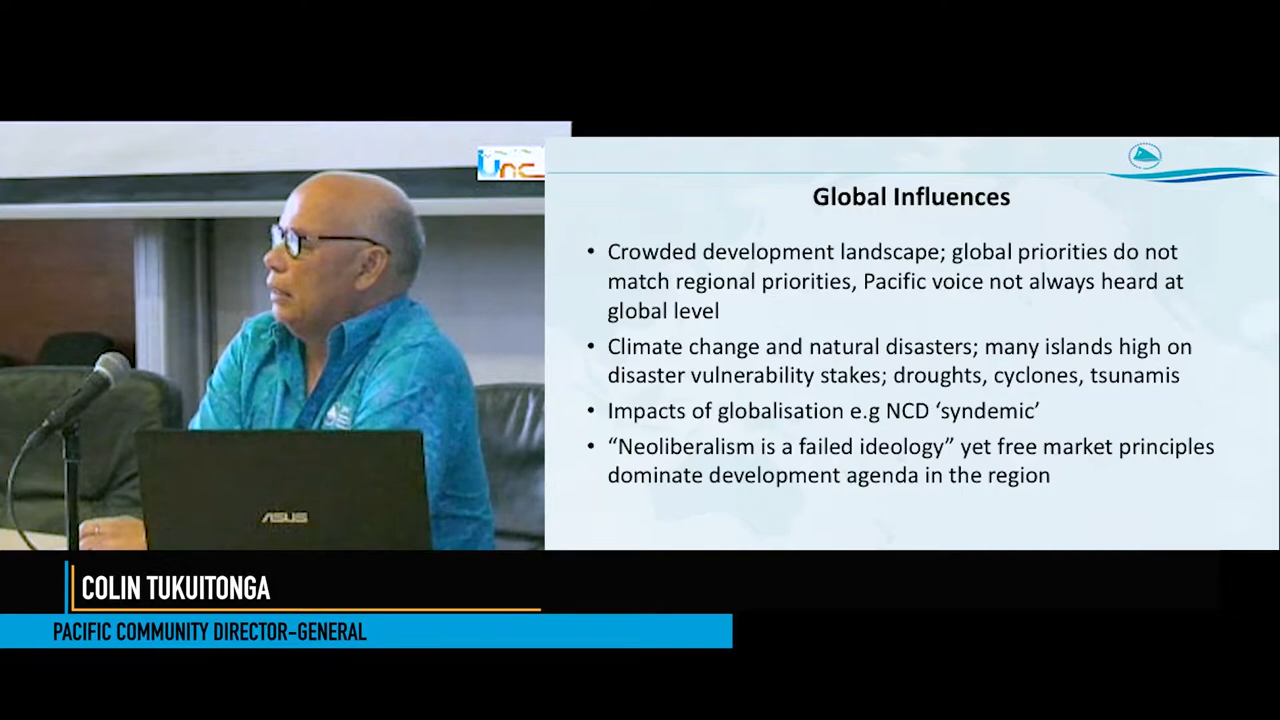 Unc
Global Influences
• Crowded development landscape; global priorities do not
match regional priorities, Pacific voice not always heard at
global level
• Climate change and natural disasters; many islands high on
disaster vulnerability stakes; droughts, cyclones, tsunamis
• Impacts of globalisation e.g NCD ‘syndemic’
• “Neoliberalism is a failed ideology” yet free market principles
dominate development agenda in the region
ASUS
COLIN TUKUITONGA
PACIFIC COMMUNITY DIRECTOR-GENERAL